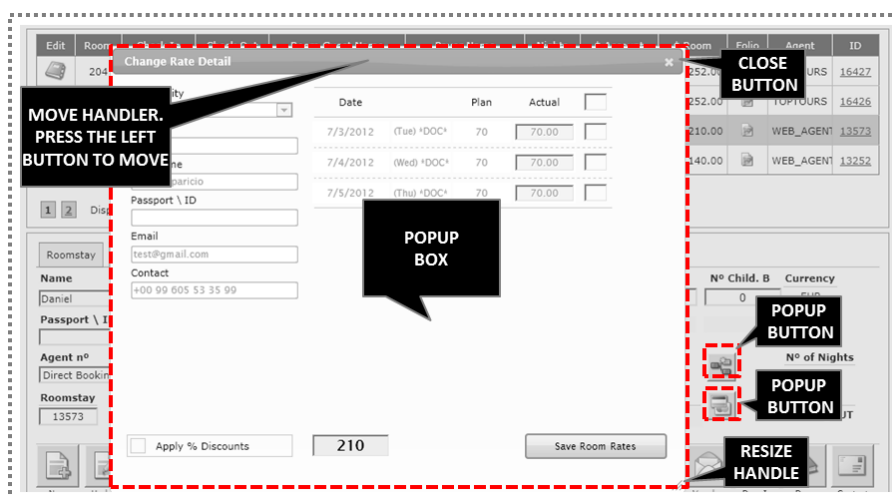 Edit Room Folio Agent ID
Change Rate Detail
CLOSE
BUTTON
204 252.00 16427
MOVE HANDLER.
PRESS THE LEFT
BUTTON TO MOVE
Date Plan Actual
252.00 TOPTOURS 16426
7/3/2012 (Tue) *DOC* 70 70.00
210.00 WEB_AGENT 13573
7/4/2012 (Wed) *DOC* 70 70.00
140.00 WEB_AGENT 13252
7/5/2012 (Thu) *DOC* 70 70.00
Passport \ ID
1 2
Email
test@gmail.com
Contact
+00 99 605 53 35 99
POPUP
BOX
Roomstay
Name
Daniel
Nº Child. B Currency
0
Passport \ I
POPUP
BUTTON
Agent nº
Direct Bookin
Nº of Nights
POPUP
BUTTON
Roomstay
13573
Apply % Discounts 210 Save Room Rates
RESIZE
HANDLE